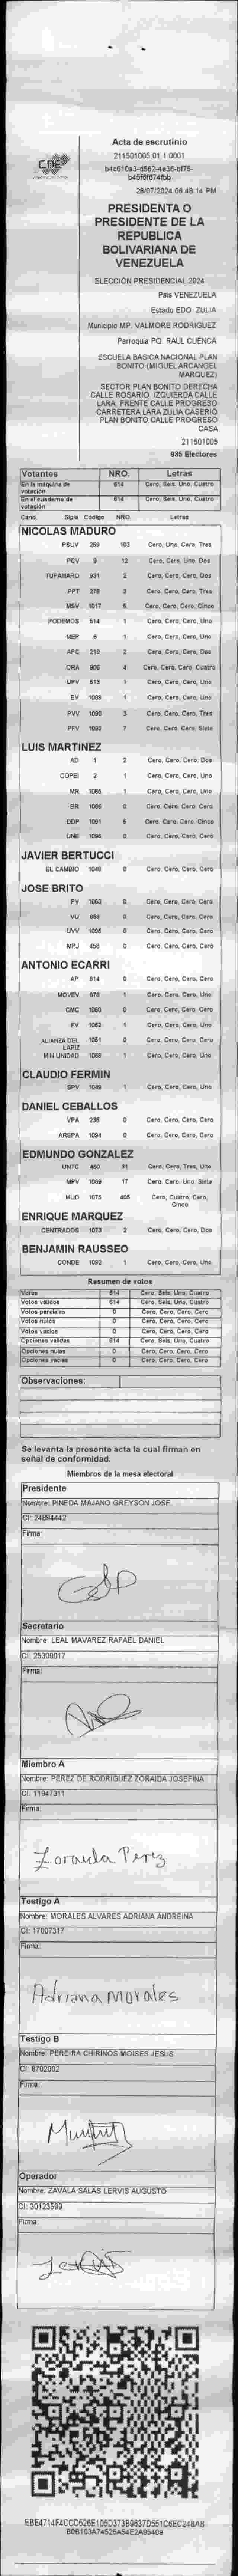 CNE
Acta de escrutinio
211501005.01.1.0001
b4c610a3-d562-4e36-bf75-
b45f6f674fbb
28/07/2024 06:48:14 PM
PRESIDENTA O
PRESIDENTE DE LA
REPUBLICA
BOLIVARIANA DE
VENEZUELA
ELECCIÓN PRESIDENCIAL 2024
Pais VENEZUELA
Estado EDO. ZULIA
Municipio MP. VALMORE RODRIGUEZ
Parroquia PQ. RAUL CUENCA
ESCUELA BASICA NACIONAL PLAN
BONITO (MIGUEL ARCANGEL
MARQUEZ)
SECTOR PLAN BONITO DERECHA
CALLE ROSARIO. IZQUIERDA CALLE
LARA. FRENTE CALLE PROGRESO
CARRETERA LARA ZULIA CASERIO
PLAN BONITO CALLE PROGRESO
CASA
211501005
935 Electores
Votantes NRO. Letras
En la máquina de votación 614 Cero, Seis, Uno, Cuatro
En el cuaderno de votación 614 Cero, Seis, Uno, Cuatro
Cand. Sigla Código NRO. Letras
NICOLAS MADURO
PSUV 269 103 Cero, Uno, Cero, Tres
PCV 5 12 Cero, Cero, Uno, Dos
TUPAMARO 931 2 Cero, Cero, Cero, Dos
PPT 278 3 Cero, Cero, Cero, Tres
MSV 1017 5 Cero, Cero, Cero, Cinco
PODEMOS 514 1 Cero, Cero, Cero, Uno
MEP 6 1 Cero, Cero, Cero, Uno
APC 219 2 Cero, Cero, Cero, Dos
ORA 906 4 Cero, Cero, Cero, Cuatro
UPV 613 1 Cero, Cero, Cero, Uno
EV 1089 1 Cero, Cero, Cero, Uno
PVV 1090 3 Cero, Cero, Cero, Tres
PFV 1093 7 Cero, Cero, Cero, Siete
LUIS MARTINEZ
AD 1 2 Cero, Cero, Cero, Dos
COPEI 2 1 Cero, Cero, Cero, Uno
MR 1085 1 Cero, Cero, Cero, Uno
BR 1086 0 Cero, Cero, Cero, Cero
DDP 1091 5 Cero, Cero, Cero, Cinco
UNE 1096 0 Cero, Cero, Cero, Cero
JAVIER BERTUCCI
EL CAMBIO 1048 0 Cero, Cero, Cero, Cero
JOSE BRITO
PV 1053 0 Cero, Cero, Cero, Cero
VU 668 0 Cero, Cero, Cero, Cero
UVV 1095 0 Cero, Cero, Cero, Cero
MPJ 458 0 Cero, Cero, Cero, Cero
ANTONIO ECARRI
AP 814 0 Cero, Cero, Cero, Cero
MOVEV 978 1 Cero, Cero, Cero, Uno
CMC 1060 0 Cero, Cero, Cero, Cero
FV 1062 1 Cero, Cero, Cero, Uno
ALIANZA DEL LAPIZ 1051 0 Cero, Cero, Cero, Cero
MIN UNIDAD 1068 1 Cero, Cero, Cero, Uno
CLAUDIO FERMIN
SPV 1049 1 Cero, Cero, Cero, Uno
DANIEL CEBALLOS
VPA 236 0 Cero, Cero, Cero, Cero
AREPA 1094 0 Cero, Cero, Cero, Cero
EDMUNDO GONZALEZ
UNTC 460 31 Cero, Cero, Tres, Uno
MPV 1069 17 Cero, Cero, Uno, Siete
MUD 1075 405 Cero, Cuatro, Cero, Cinco
ENRIQUE MARQUEZ
CENTRADOS 1073 2 Cero, Cero, Cero, Dos
BENJAMIN RAUSSEO
CONDE 1092 1 Cero, Cero, Cero, Uno
Resumen de votos
Votos 614 Cero, Seis, Uno, Cuatro
Votos validos 614 Cero, Seis, Uno, Cuatro
Votos parciales 0 Cero, Cero, Cero, Cero
Votos nulos 0 Cero, Cero, Cero, Cero
Votos vacios 0 Cero, Cero, Cero, Cero
Opciones validas 614 Cero, Seis, Uno, Cuatro
Opciones nulas 0 Cero, Cero, Cero, Cero
Opciones vacias 0 Cero, Cero, Cero, Cero
Observaciones:
Se levanta la presente acta la cual firman en
señal de conformidad.
Miembros de la mesa electoral
Presidente
Nombre: PINEDA MAJANO GREYSON JOSE
CI: 24894442
Firma:
Secretario
Nombre: LEAL MAVAREZ RAFAEL DANIEL
CI: 25309017
Firma:
Miembro A
Nombre: PEREZ DE RODRIGUEZ ZORAIDA JOSEFINA
CI: 11947311
Firma:
Zoraida Perez
Testigo A
Nombre: MORALES ALVARES ADRIANA ANDREINA
CI: 17007317
Firma:
Adriana Morales
Testigo B
Nombre: PEREIRA CHIRINOS MOISES JESUS
CI: 8702002
Firma:
Operador
Nombre: ZAVALA SALAS LERVIS AUGUSTO
CI: 30123599
Firma:
EBE4714F4CCD526E106D37389637D551C6EC248A8
B0B163A74525A54E2A95409